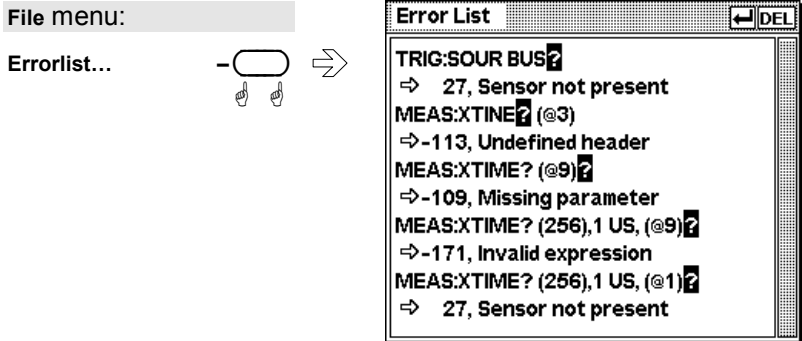 File menu:
Errorlist…
Error List
DEL
TRIG:SOUR BUS?
⇨ 27, Sensor not present
MEAS:XTINE? (@3)
⇨-113, Undefined header
MEAS:XTIME? (@9)?
⇨-109, Missing parameter
MEAS:XTIME? (256),1 US, (@9)?
⇨-171, Invalid expression
MEAS:XTIME? (256),1 US, (@1)?
⇨ 27, Sensor not present